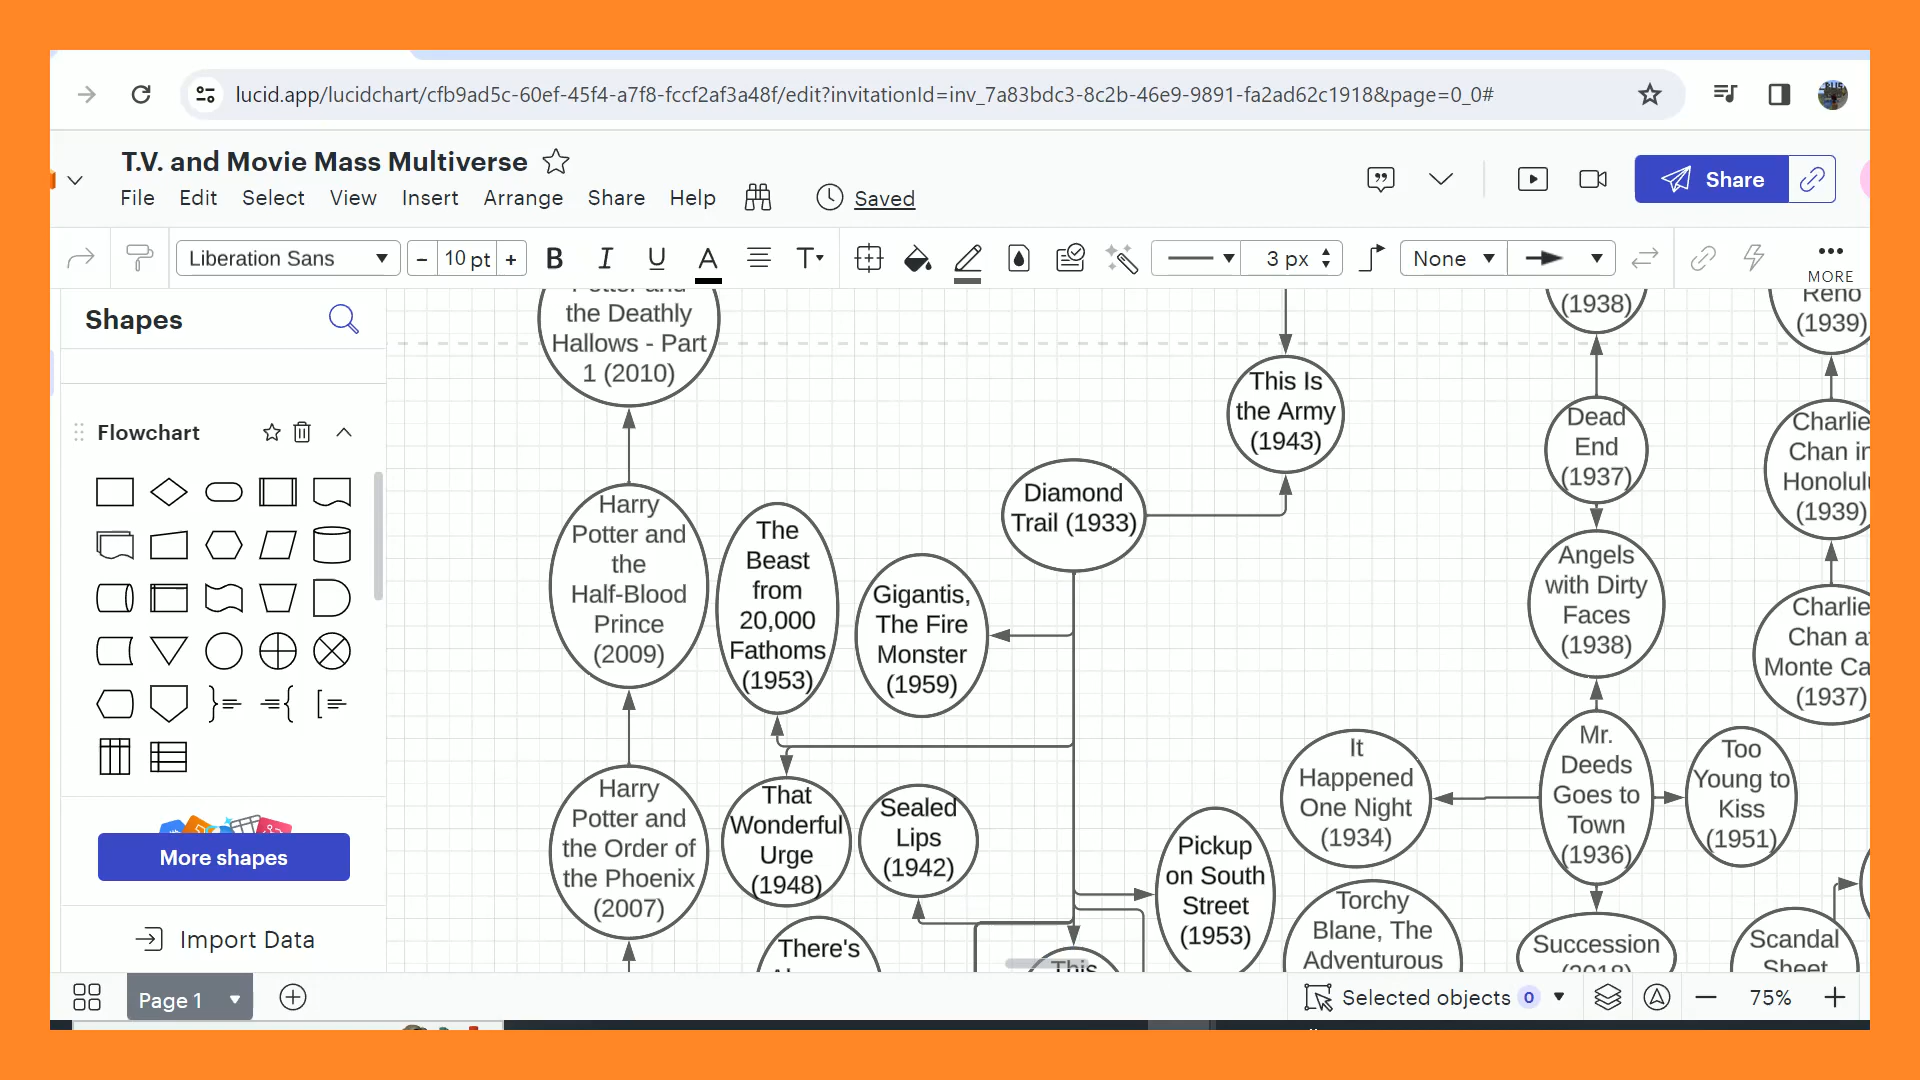 lucid.app/lucidchart/cfb9ad5c-60ef-45f4-a7f8-fccf2af3a48f/edit?invitationId=inv_7a83bdc3-8c2b-46e9-9891-fa2ad62c1918&page=0_0#
T.V. and Movie Mass Multiverse
File Edit Select View Insert Arrange Share Help Saved
Share
Liberation Sans
- 10 pt +
B I U A T
3 px
None
MORE
Shapes
Flowchart
More shapes
Import Data
the Deathly
Hallows - Part
1 (2010)
Harry
Potter and
the
Half-Blood
Prince
(2009)
Harry
Potter and
the Order of
the Phoenix
(2007)
The
Beast
from
20,000
Fathoms
(1953)
Gigantis,
The Fire
Monster
(1959)
Diamond
Trail (1933)
This Is
the Army
(1943)
That
Wonderful
Urge
(1948)
Sealed
Lips
(1942)
There's
This
Pickup
on South
Street
(1953)
It
Happened
One Night
(1934)
Torchy
Blane, The
Adventurous
(1938)
Dead
End
(1937)
Angels
with Dirty
Faces
(1938)
Mr.
Deeds
Goes to
Town
(1936)
Too
Young to
Kiss
(1951)
Succession
(2018)
Reno
(1939)
Charlie
Chan in
Honolulu
(1939)
Charlie
Chan at
Monte Ca
(1937)
Scandal
Sheet
Page 1
Selected objects 0
75%